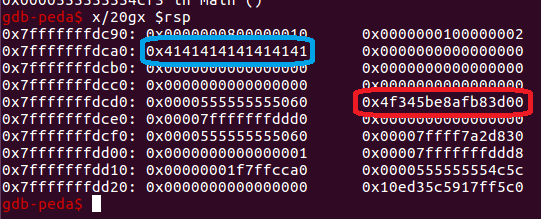 in main ()
gdb-peda$ x/20gx $rsp
0x7fffffffdc90: 0x0000000800000010 0x0000000100000002
0x7fffffffdca0: 0x4141414141414141 0x0000000000000000
0x7fffffffdcb0: 0x0000000000000000 0x0000000000000000
0x7fffffffdcc0: 0x0000000000000000 0x0000000000000000
0x7fffffffdcd0: 0x0000555555555060 0x4f345be8afb83d00
0x7fffffffdce0: 0x00007fffffffddd0 0x0000000000000000
0x7fffffffdcf0: 0x0000555555555060 0x00007ffff7a2d830
0x7fffffffdd00: 0x0000000000000001 0x00007fffffffddd8
0x7fffffffdd10: 0x00000001f7ffcca0 0x0000555555554c5c
0x7fffffffdd20: 0x0000000000000000 0x10ed35c5917ff5c0
gdb-peda$